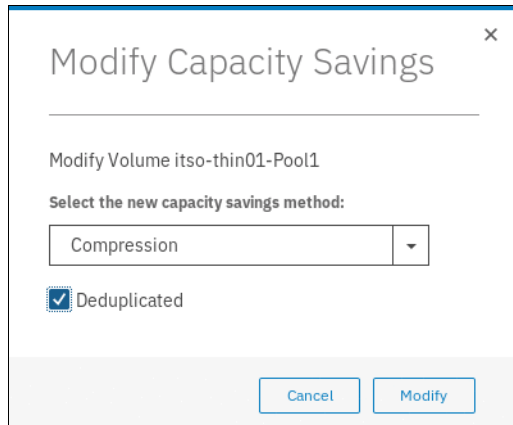 Modify Capacity Savings
Modify Volume itso-thin01-Pool1
Select the new capacity savings method:
Compression
Deduplicated
Cancel
Modify